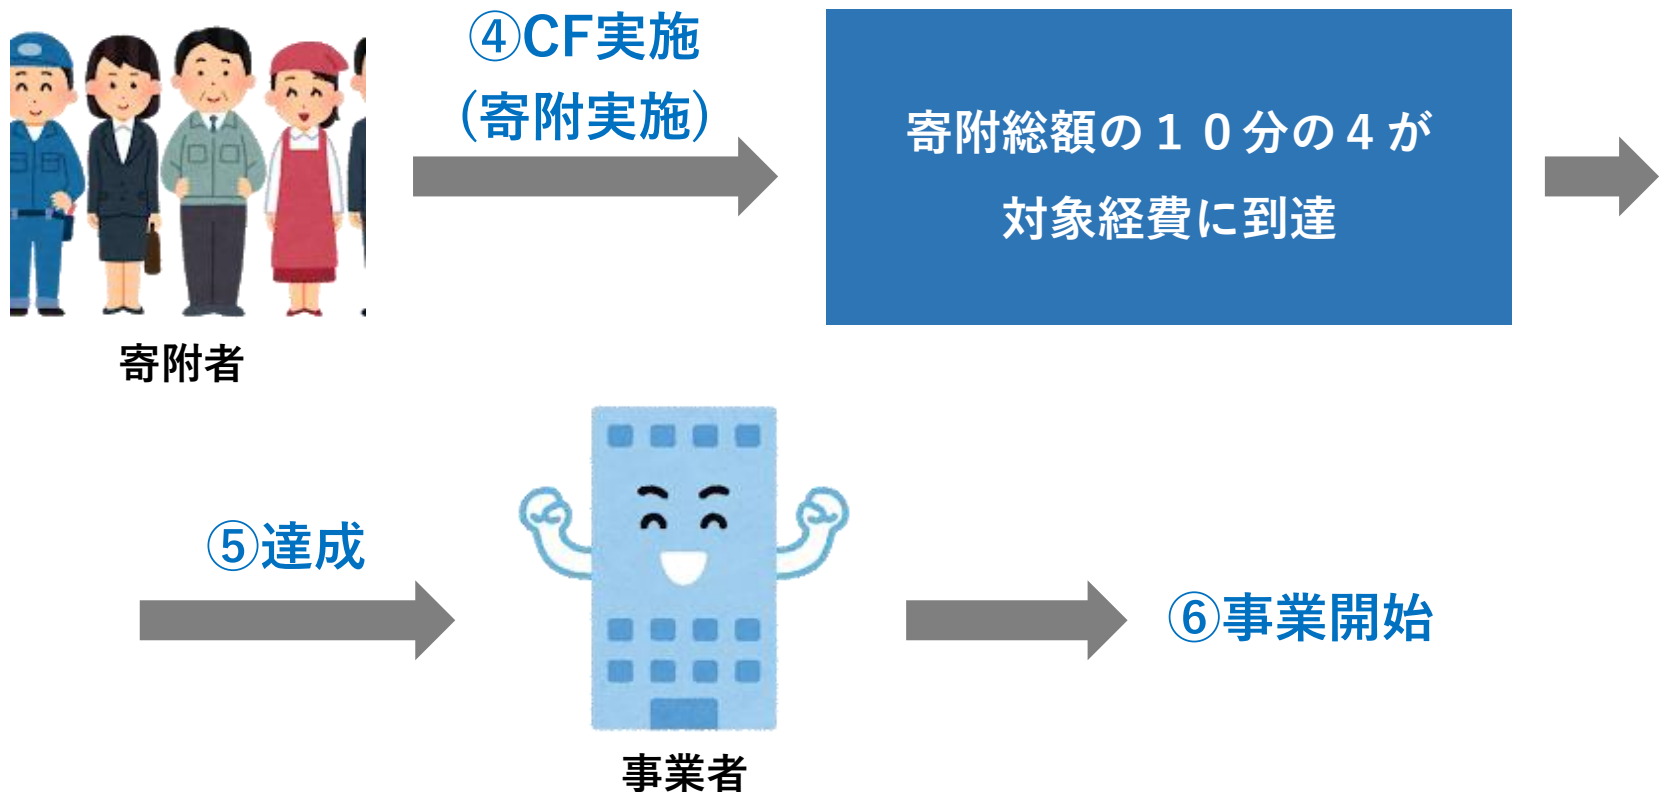 ④CF実施
(寄附実施)
寄附総額の１０分の４が
対象経費に到達
寄附者
⑤達成
⑥事業開始
事業者